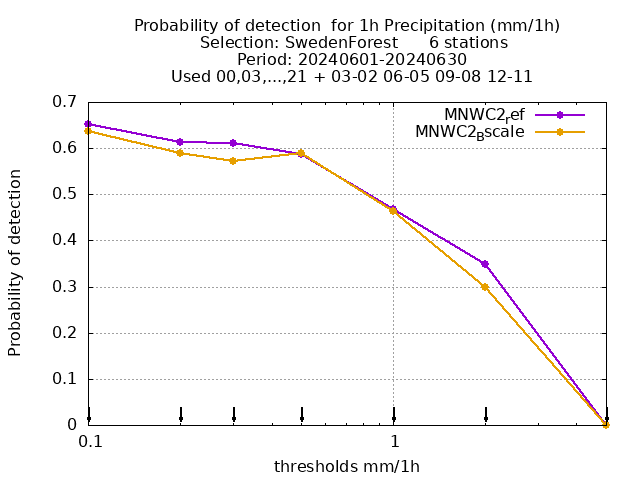 Probability of detection  for 1h Precipitation (mm/1h)
Selection: SwedenForest      6 stations
Period: 20240601-20240630
Used 00,03,...,21 + 03-02 06-05 09-08 12-11
MNWC2ref
MNWC2Bscale
0.7
0.6
0.5
0.4
0.3
0.2
0.1
0
Probability of detection
0.1
1
thresholds mm/1h